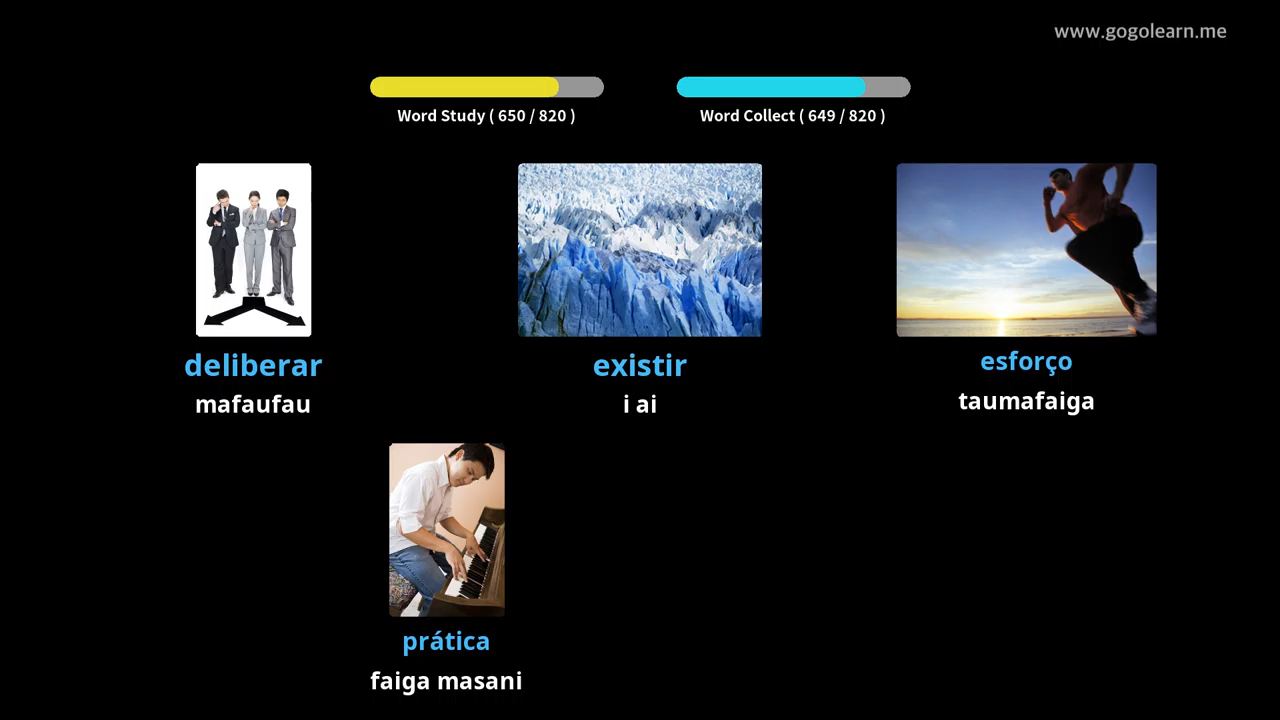 www.gogolearn.me
Word Study ( 650 / 820 )
Word Collect ( 649 / 820 )
deliberar
mafaufau
existir
i ai
esforço
taumafaiga
prática
faiga masani